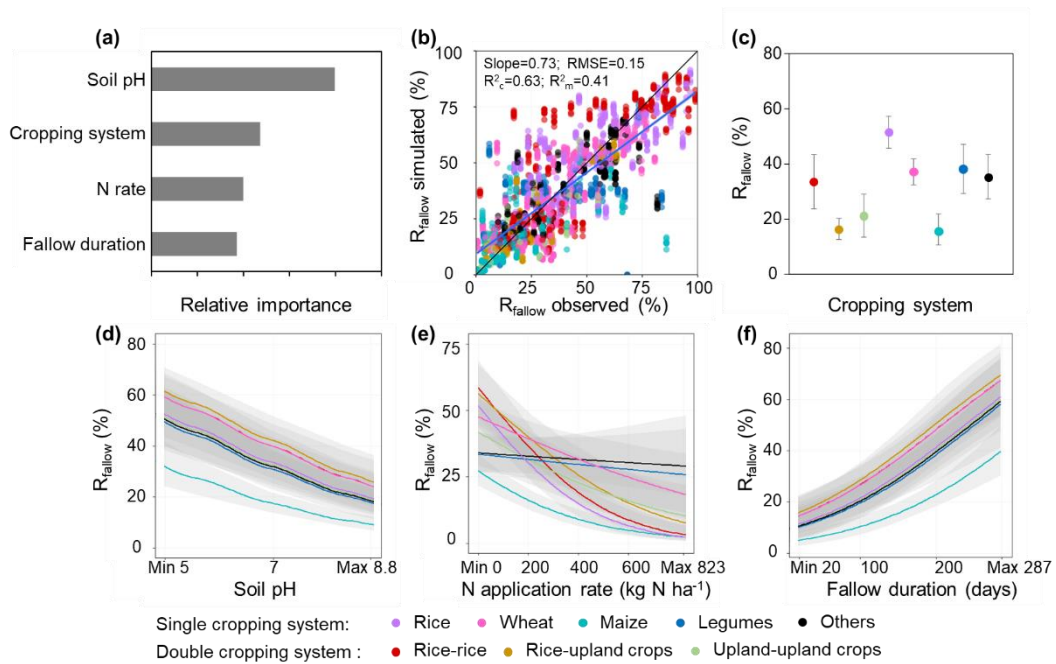 (a)
Soil pH
Cropping system
N rate
Fallow duration
Relative importance
(b)
Slope=0.73; RMSE=0.15
R²c=0.63; R²m=0.41
100
75
50
25
0
0 25 50 75 100
Rfallow simulated (%)
Rfallow observed (%)
(c)
80
60
40
20
0
Rfallow (%)
Cropping system
(d)
80
60
40
20
0
Rfallow (%)
Min 5 7 Max 8.8
Soil pH
(e)
75
50
25
0
Rfallow (%)
Min 0 200 400 600 Max 823
N application rate (kg N ha⁻¹)
(f)
80
60
40
20
0
Rfallow (%)
Min 20 100 200 Max 287
Fallow duration (days)
Single cropping system: Rice Wheat Maize Legumes Others
Double cropping system : Rice-rice Rice-upland crops Upland-upland crops